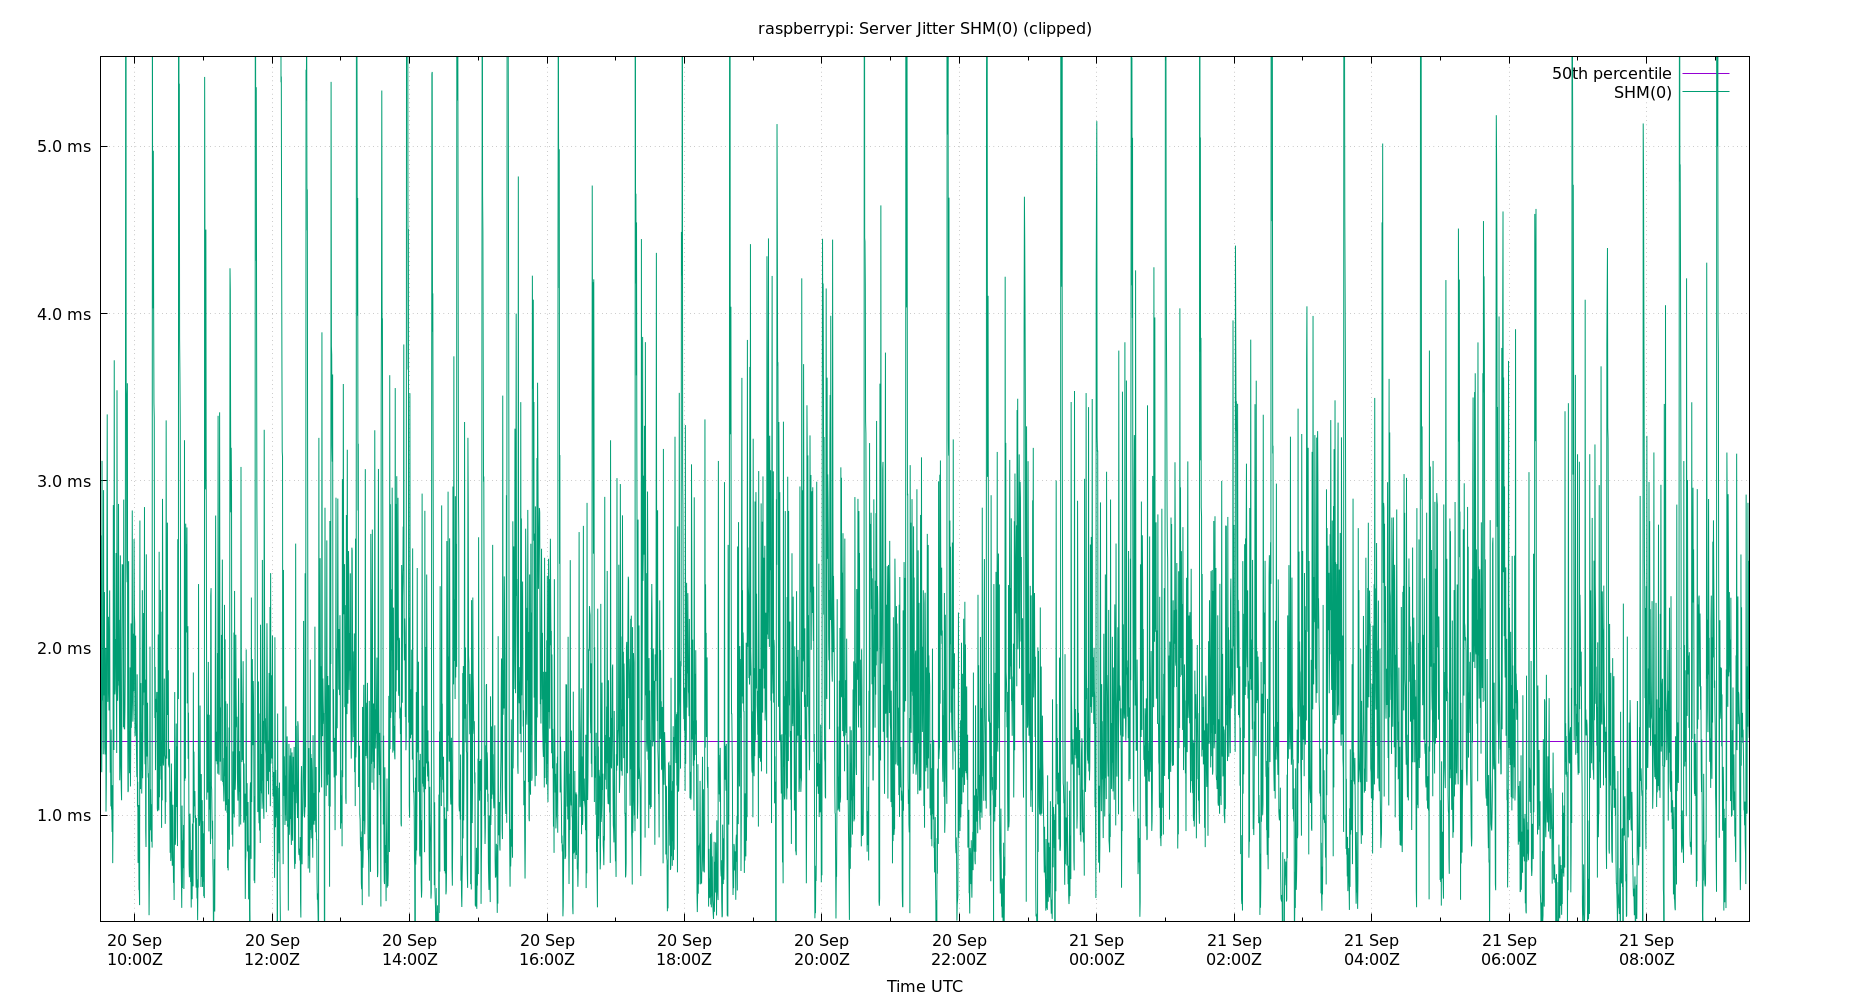 raspberrypi: Server Jitter SHM(0) (clipped)
50th percentile
SHM(0)
5.0 ms
4.0 ms
3.0 ms
2.0 ms
1.0 ms
20 Sep 20 Sep 20 Sep 20 Sep 20 Sep 20 Sep 20 Sep 21 Sep 21 Sep 21 Sep 21 Sep 21 Sep
10:00Z 12:00Z 14:00Z 16:00Z 18:00Z 20:00Z 22:00Z 00:00Z 02:00Z 04:00Z 06:00Z 08:00Z
Time UTC